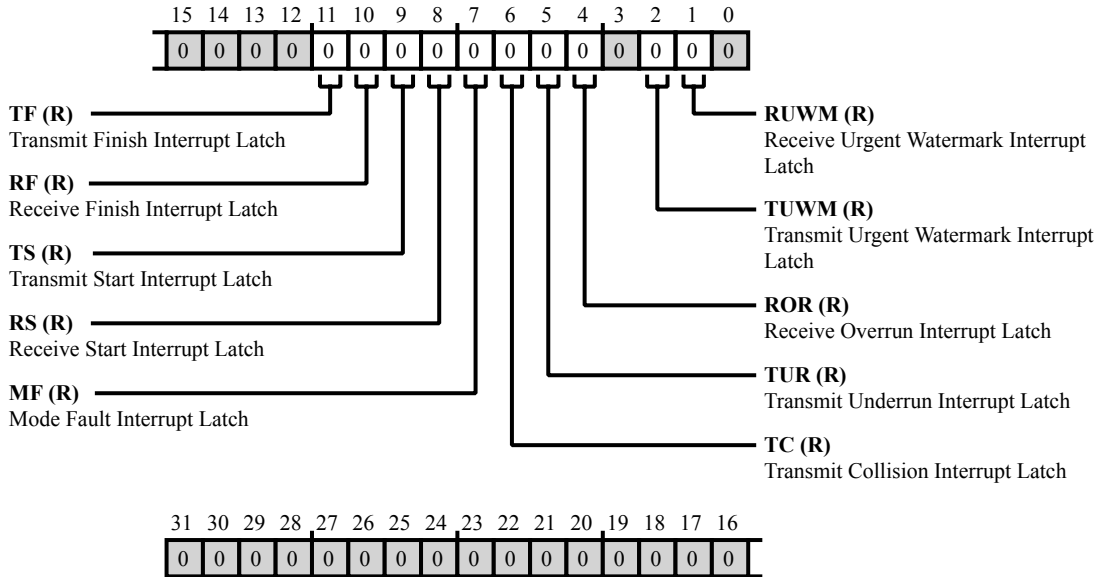 15 14 13 12 11 10 9 8 7 6 5 4 3 2 1 0
0 0 0 0 0 0 0 0 0 0 0 0 0 0 0 0
TF (R)
Transmit Finish Interrupt Latch
RF (R)
Receive Finish Interrupt Latch
TS (R)
Transmit Start Interrupt Latch
RS (R)
Receive Start Interrupt Latch
MF (R)
Mode Fault Interrupt Latch
RUWM (R)
Receive Urgent Watermark Interrupt
Latch
TUWM (R)
Transmit Urgent Watermark Interrupt
Latch
ROR (R)
Receive Overrun Interrupt Latch
TUR (R)
Transmit Underrun Interrupt Latch
TC (R)
Transmit Collision Interrupt Latch
31 30 29 28 27 26 25 24 23 22 21 20 19 18 17 16
0 0 0 0 0 0 0 0 0 0 0 0 0 0 0 0